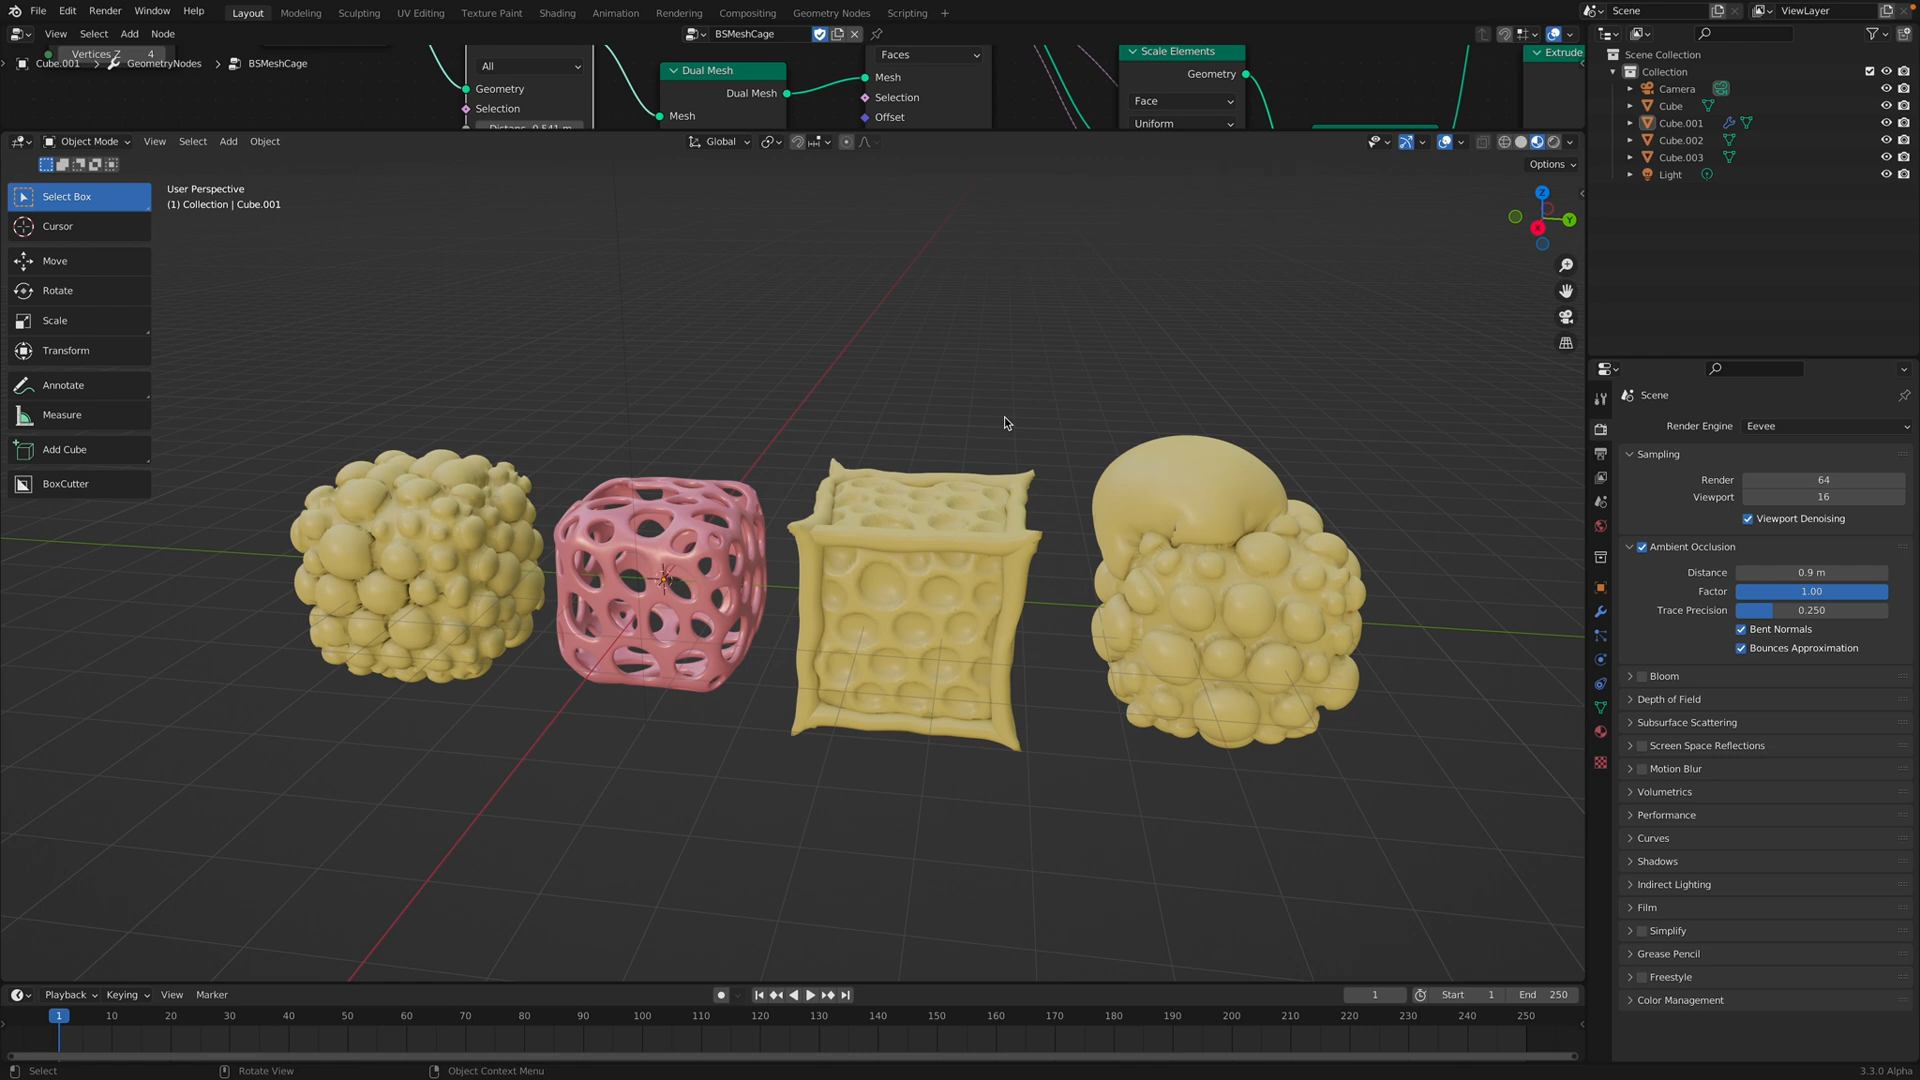 File Edit Render Window Help Layout Modeling Sculpting UV Editing Texture Paint Shading Animation Rendering Compositing Geometry Nodes Scripting + Scene ViewLayer
View Select Add Node BSMeshCage
Vertices Z 4
Cube.001 > GeometryNodes > BSMeshCage
All
Geometry
Selection
Dual Mesh
Dual Mesh
Mesh
Faces
Mesh
Selection
Offset
Scale Elements
Geometry
Face
Uniform
Extrude
Object Mode View Select Add Object Global
Options
User Perspective
(1) Collection | Cube.001
Select Box
Cursor
Move
Rotate
Scale
Transform
Annotate
Measure
Add Cube
BoxCutter
Z
Y
X
Scene Collection
Collection
Camera
Cube
Cube.001
Cube.002
Cube.003
Light
Scene
Render Engine Eevee
Sampling
Render 64
Viewport 16
Viewport Denoising
Ambient Occlusion
Distance 0.9 m
Factor 1.00
Trace Precision 0.250
Bent Normals
Bounces Approximation
Bloom
Depth of Field
Subsurface Scattering
Screen Space Reflections
Motion Blur
Volumetrics
Performance
Curves
Shadows
Indirect Lighting
Film
Simplify
Grease Pencil
Freestyle
Color Management
Playback Keying View Marker 1 Start 1 End 250
1 10 20 30 40 50 60 70 80 90 100 110 120 130 140 150 160 170 180 190 200 210 220 230 240 250
Select Rotate View Object Context Menu 3.3.0 Alpha